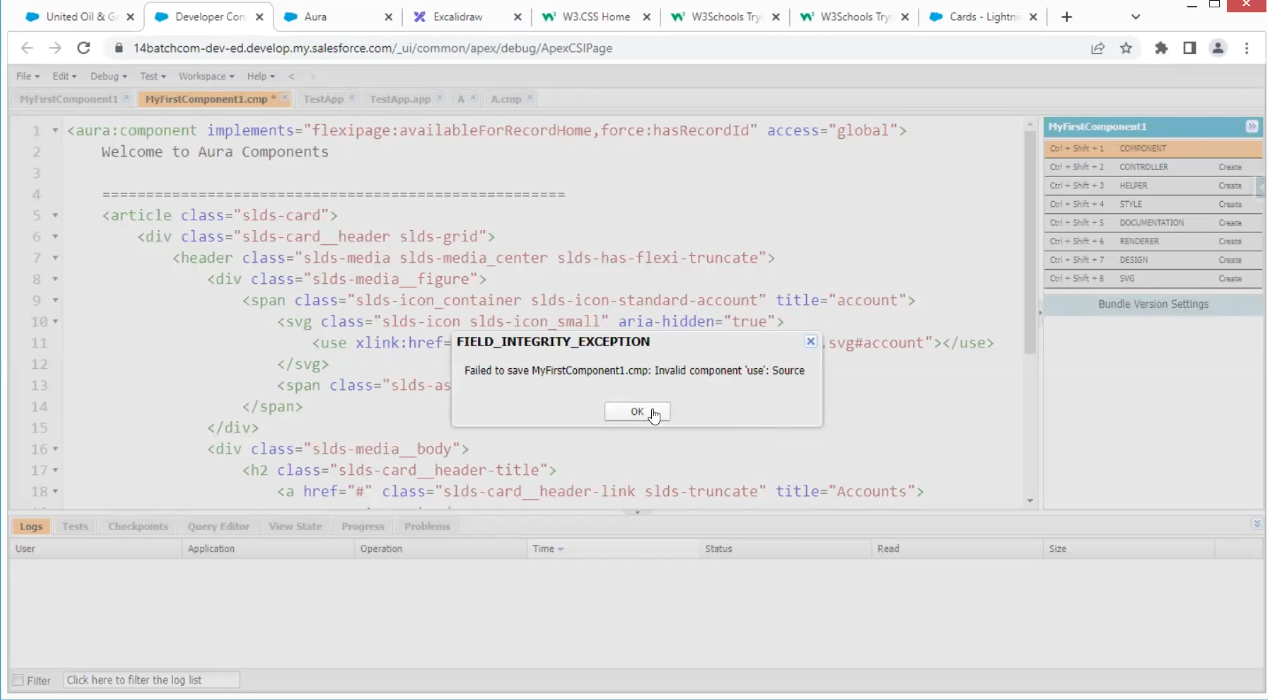 United Oil & G
Developer Con
Aura
Excalidraw
W3.CSS Home
W3Schools Try
W3Schools Try
Cards - Lightni
14batchcom-dev-ed.develop.my.salesforce.com/_ui/common/apex/debug/ApexCSIPage
File Edit Debug Test Workspace Help < >
MyFirstComponent1 MyFirstComponent1.cmp * TestApp TestApp.app A A.cmp
1 <aura:component implements="flexipage:availableForRecordHome,force:hasRecordId" access="global">
2 Welcome to Aura Components
3
4 =====================================================
5 <article class="slds-card">
6 <div class="slds-card__header slds-grid">
7 <header class="slds-media slds-media_center slds-has-flexi-truncate">
8 <div class="slds-media__figure">
9 <span class="slds-icon_container slds-icon-standard-account" title="account">
10 <svg class="slds-icon slds-icon_small" aria-hidden="true">
11 <use xlink:href= .svg#account"></use>
12 </svg>
13 <span class="slds-as
14 </span>
15 </div>
16 <div class="slds-media__body">
17 <h2 class="slds-card__header-title">
18 <a href="#" class="slds-card__header-link slds-truncate" title="Accounts">
FIELD_INTEGRITY_EXCEPTION
Failed to save MyFirstComponent1.cmp: Invalid component 'use': Source
OK
MyFirstComponent1
Ctrl + Shift + 1 COMPONENT
Ctrl + Shift + 2 CONTROLLER Create
Ctrl + Shift + 3 HELPER Create
Ctrl + Shift + 4 STYLE Create
Ctrl + Shift + 5 DOCUMENTATION Create
Ctrl + Shift + 6 RENDERER Create
Ctrl + Shift + 7 DESIGN Create
Ctrl + Shift + 8 SVG Create
Bundle Version Settings
Logs Tests Checkpoints Query Editor View State Progress Problems
User Application Operation Time Status Read Size
Filter Click here to filter the log list